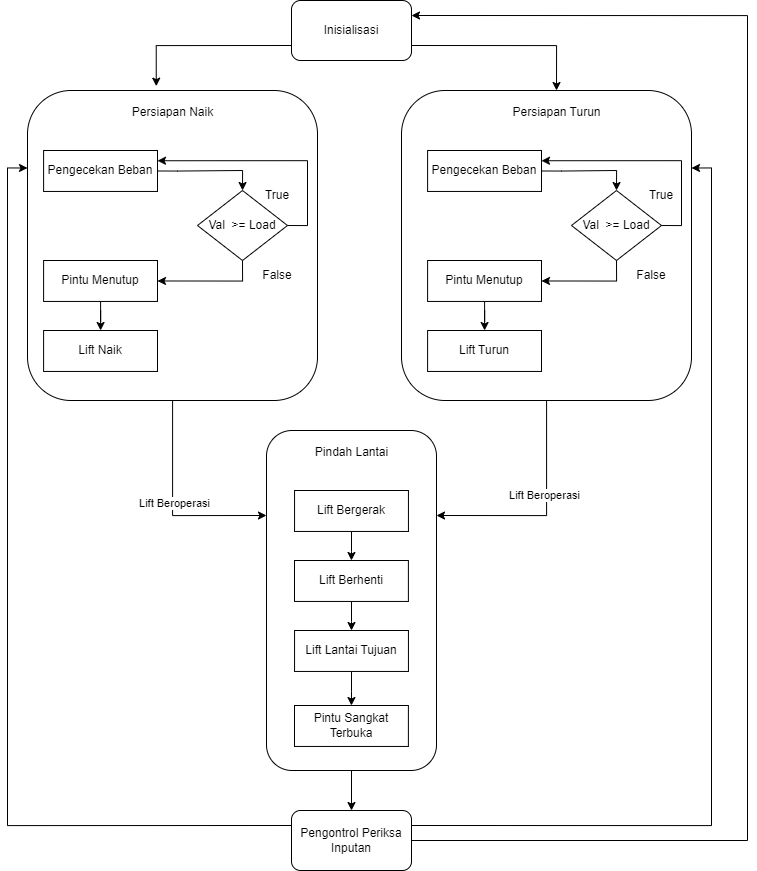 Inisialisasi
Persiapan Naik
Pengecekan Beban
True
Val >= Load
False
Pintu Menutup
Lift Naik
Persiapan Turun
Pengecekan Beban
True
Val >= Load
False
Pintu Menutup
Lift Turun
Lift Beroperasi
Lift Beroperasi
Pindah Lantai
Lift Bergerak
Lift Berhenti
Lift Lantai Tujuan
Pintu Sangkat
Terbuka
Pengontrol Periksa
Inputan